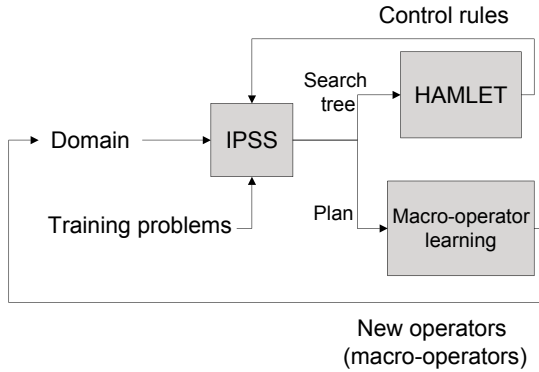 Control rules
Search
tree
HAMLET
Domain
IPSS
Training problems
Plan
Macro-operator
learning
New operators
(macro-operators)